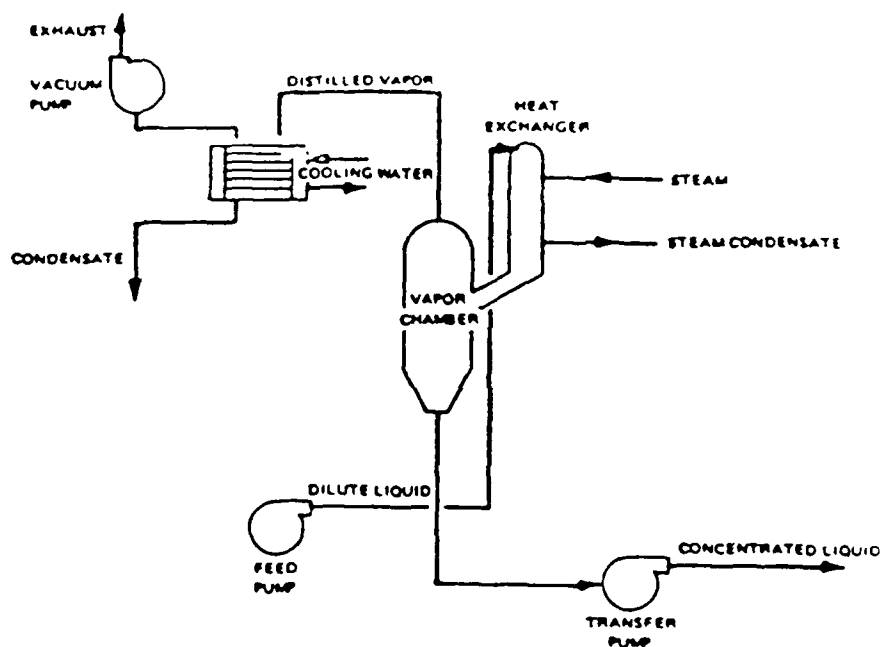 EXHAUST
VACUUM
PUMP
DISTILLED VAPOR
HEAT
EXCHANGER
COOLING WATER
STEAM
CONDENSATE
STEAM CONDENSATE
VAPOR
CHAMBER
DILUTE LIQUID
FEED
PUMP
CONCENTRATED LIQUID
TRANSFER
PUMP